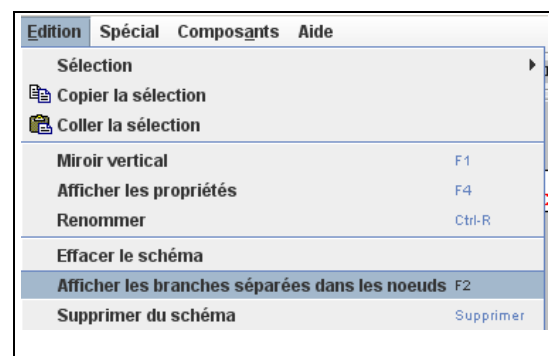 Edition Spécial Composants Aide
Sélection
Copier la sélection
Coller la sélection
Miroir vertical F1
Afficher les propriétés F4
Renommer Ctrl-R
Effacer le schéma
Afficher les branches séparées dans les noeuds F2
Supprimer du schéma Supprimer